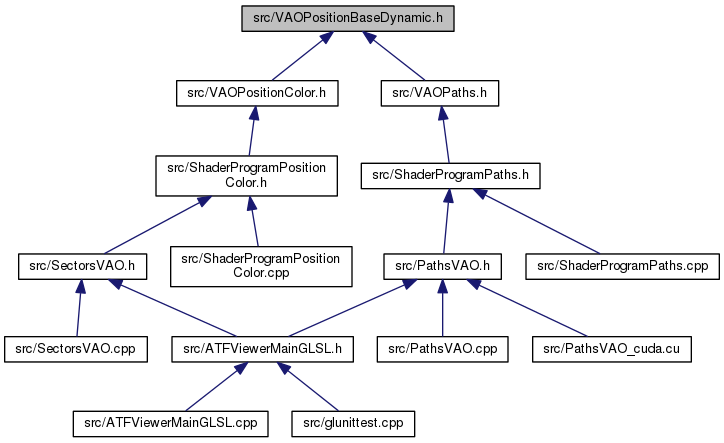 src/VAOPositionBaseDynamic.h
src/VAOPositionColor.h
src/VAOPaths.h
src/ShaderProgramPosition
Color.h
src/ShaderProgramPaths.h
src/SectorsVAO.h
src/ShaderProgramPosition
Color.cpp
src/PathsVAO.h
src/ShaderProgramPaths.cpp
src/SectorsVAO.cpp
src/ATFViewerMainGLSL.h
src/PathsVAO.cpp
src/PathsVAO_cuda.cu
src/ATFViewerMainGLSL.cpp
src/glunittest.cpp